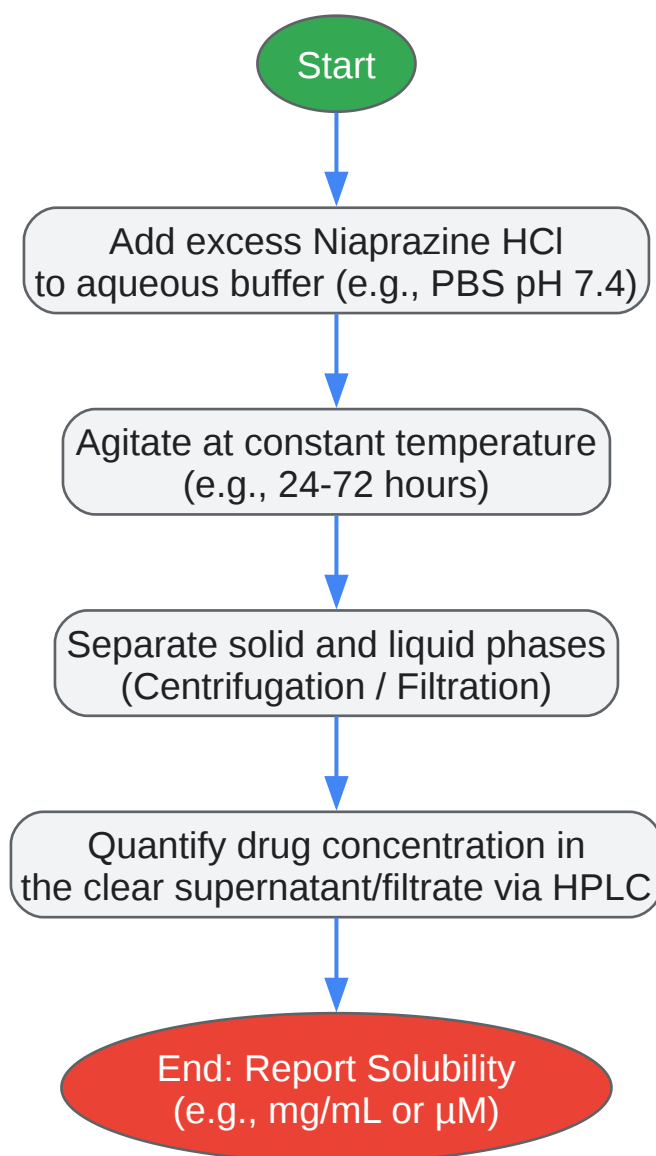 Start
Add excess Niaprazine HCl
to aqueous buffer (e.g., PBS pH 7.4)
Agitate at constant temperature
(e.g., 24-72 hours)
Separate solid and liquid phases
(Centrifugation / Filtration)
Quantify drug concentration in
the clear supernatant/filtrate via HPLC
End: Report Solubility
(e.g., mg/mL or µM)